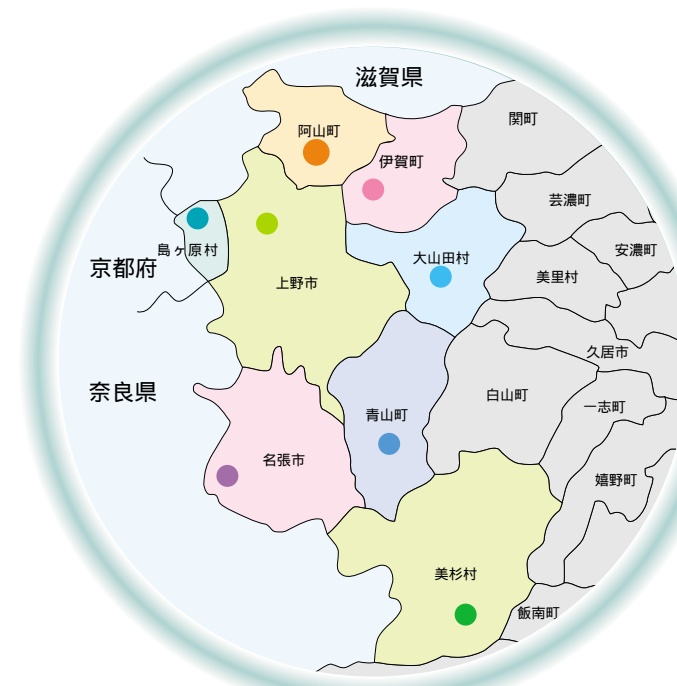 滋賀県
関町
阿山町
伊賀町
芸濃町
島ヶ原村
安濃町
大山田村
京都府
美里村
上野市
久居市
奈良県
白山町
一志町
青山町
名張市
嬉野町
美杉村
飯南町